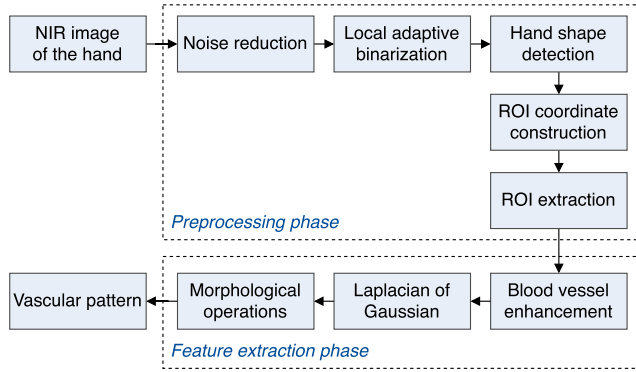 NIR image
of the hand
Noise reduction
Local adaptive
binarization
Hand shape
detection
ROI coordinate
construction
ROI extraction
Preprocessing phase
Blood vessel
enhancement
Laplacian of
Gaussian
Morphological
operations
Vascular pattern
Feature extraction phase